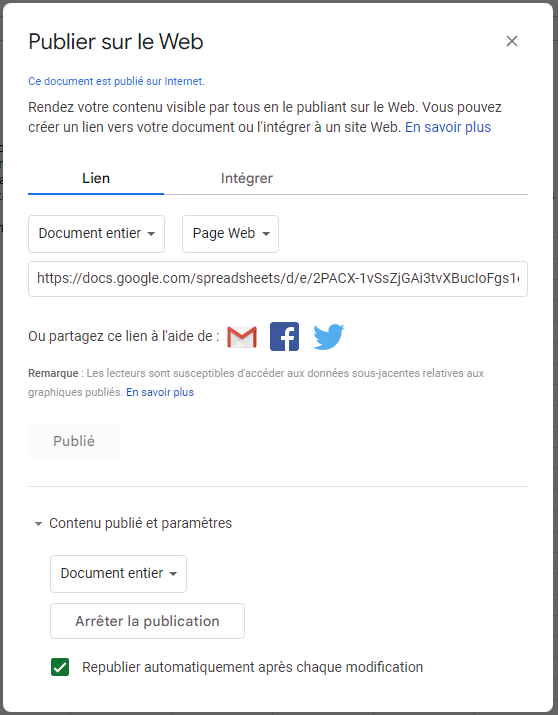 Publier sur le Web
Ce document est publié sur Internet.
Rendez votre contenu visible par tous en le publiant sur le Web. Vous pouvez
créer un lien vers votre document ou l'intégrer à un site Web. En savoir plus
Lien Intégrer
Document entier Page Web
https://docs.google.com/spreadsheets/d/e/2PACX-1vSsZjGAi3tvXBucIoFgs1
Ou partagez ce lien à l'aide de :
Remarque : Les lecteurs sont susceptibles d'accéder aux données sous-jacentes relatives aux
graphiques publiés. En savoir plus
Publié
Contenu publié et paramètres
Document entier
Arrêter la publication
Republier automatiquement après chaque modification